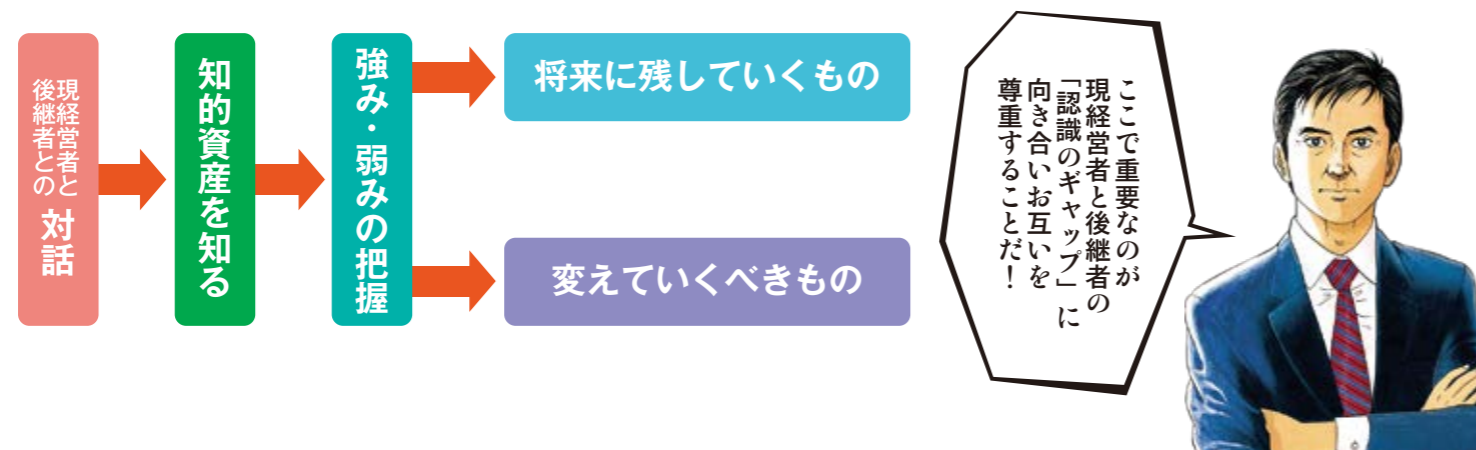 現経営者と
後継者との
対話
知的資産を知る
強み・弱みの把握
将来に残していくもの
変えていくべきもの
ここで重要なのが
現経営者と後継者の
「認識のギャップ」に
向き合いお互いを
尊重することだ！